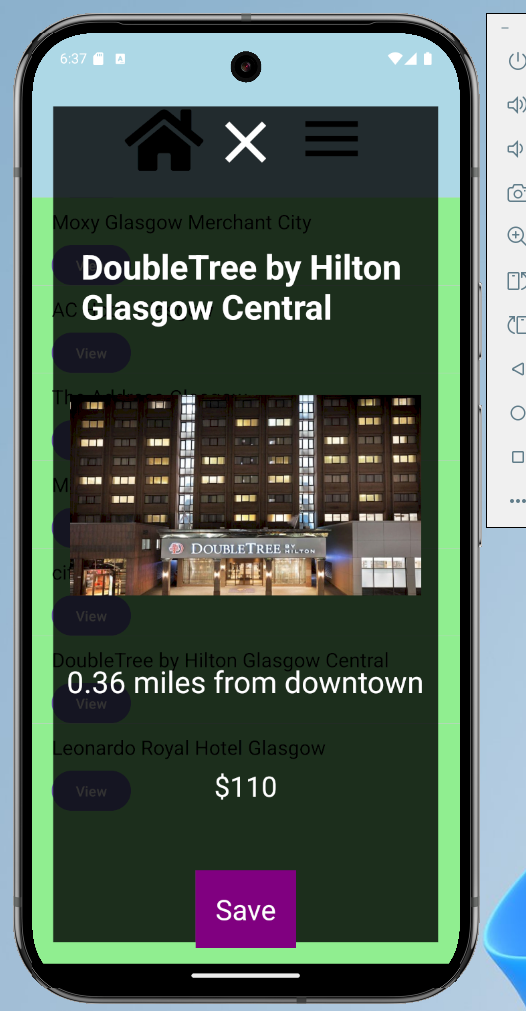 6:37
A
Moxy Glasgow Merchant City
DoubleTree by Hilton
Glasgow Central
AC
View
The Address Glasgow
M
DOUBLETREE BY HILTON
cit
View
DoubleTree by Hilton Glasgow Central
0.36 miles from downtown
View
Leonardo Royal Hotel Glasgow
View
$110
Save